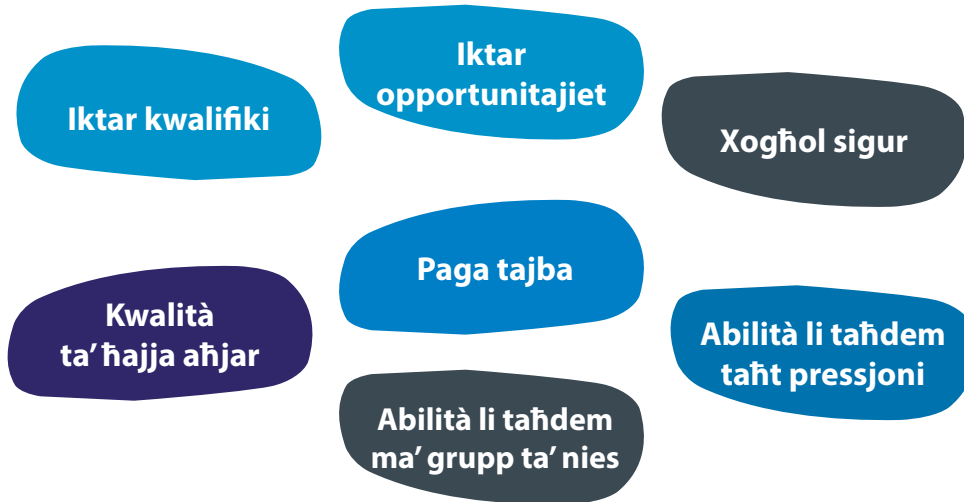 Iktar kwalifiki
Iktar
opportunitajiet
Xogħol sigur
Paga tajba
Kwalità
ta’ ħajja aħjar
Abilità li taħdem
taħt pressjoni
Abilità li taħdem
ma’ grupp ta’ nies